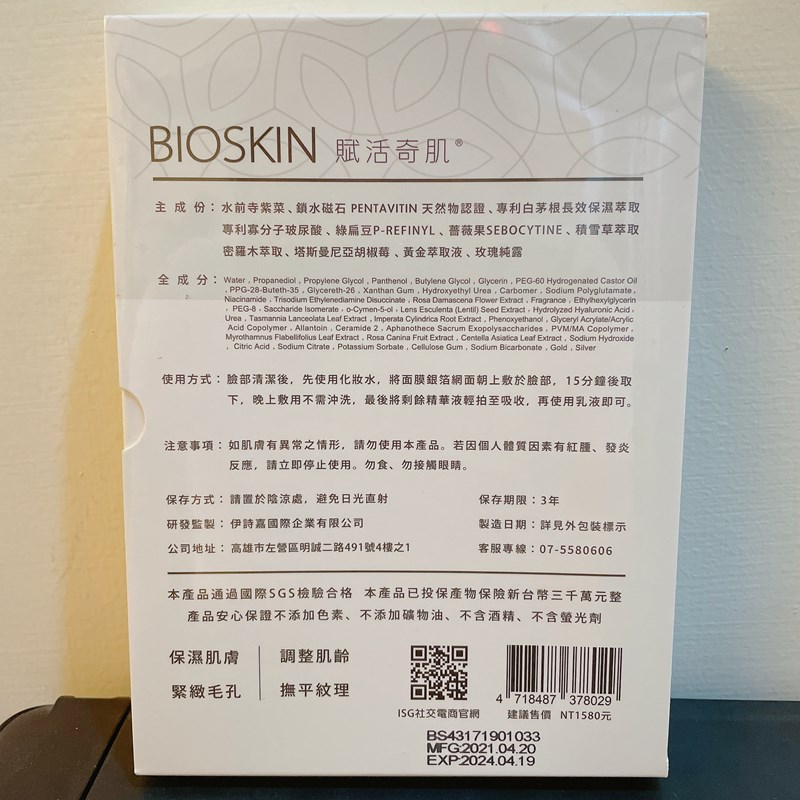 BIOSKIN 賦活奇肌®
主成份：水前寺紫菜、鎖水磁石 PENTAVITIN 天然物認證、專利白茅根長效保濕萃取
專利寡分子玻尿酸、綠扁豆P-REFINYL、薔薇果SEBOCYTINE、積雪草萃取
密羅木萃取、塔斯曼尼亞胡椒莓、黃金萃取液、玫瑰純露
全成分：Water , Propanediol , Propylene Glycol , Panthenol , Butylene Glycol , Glycerin , PEG-60 Hydrogenated Castor Oil
, PPG-28-Buteth-35 , Glycereth-26 , Xanthan Gum , Hydroxyethyl Urea , Carbomer , Sodium Polyglutamate ,
Niacinamide , Trisodium Ethylenediamine Disuccinate , Rosa Damascena Flower Extract , Fragrance , Ethylhexylglycerin
, PEG-8 , Saccharide Isomerate , o-Cymen-5-ol , Lens Esculenta (Lentil) Seed Extract , Hydrolyzed Hyaluronic Acid ,
Urea , Tasmannia Lanceolata Leaf Extract , Imperata Cylindrica Root Extract , Phenoxyethanol , Glyceryl Acrylate/Acrylic
Acid Copolymer , Allantoin , Ceramide 2 , Aphanothece Sacrum Exopolysaccharides , PVM/MA Copolymer ,
Myrothamnus Flabellifolius Leaf Extract , Rosa Canina Fruit Extract , Centella Asiatica Leaf Extract , Sodium Hydroxide
, Citric Acid , Sodium Citrate , Potassium Sorbate , Cellulose Gum , Sodium Bicarbonate , Gold , Silver
使用方式：臉部清潔後，先使用化妝水，將面膜銀箔網面朝上敷於臉部，15分鐘後取
下，晚上敷用不需沖洗，最後將剩餘精華液輕拍至吸收，再使用乳液即可。
注意事項：如肌膚有異常之情形，請勿使用本產品。若因個人體質因素有紅腫、發炎
反應，請立即停止使用。勿食、勿接觸眼睛。
保存方式：請置於陰涼處，避免日光直射 保存期限：3年
研發監製：伊詩嘉國際企業有限公司 製造日期：詳見外包裝標示
公司地址：高雄市左營區明誠二路491號4樓之1 客服專線：07-5580606
本產品通過國際SGS檢驗合格 本產品已投保產物保險新台幣三千萬元整
產品安心保證不添加色素、不添加礦物油、不含酒精、不含螢光劑
保濕肌膚 調整肌齡
緊緻毛孔 撫平紋理
4 718487 378029
ISG社交電商官網 建議售價 NT1580元
BS43171901033
MFG:2021.04.20
EXP:2024.04.19